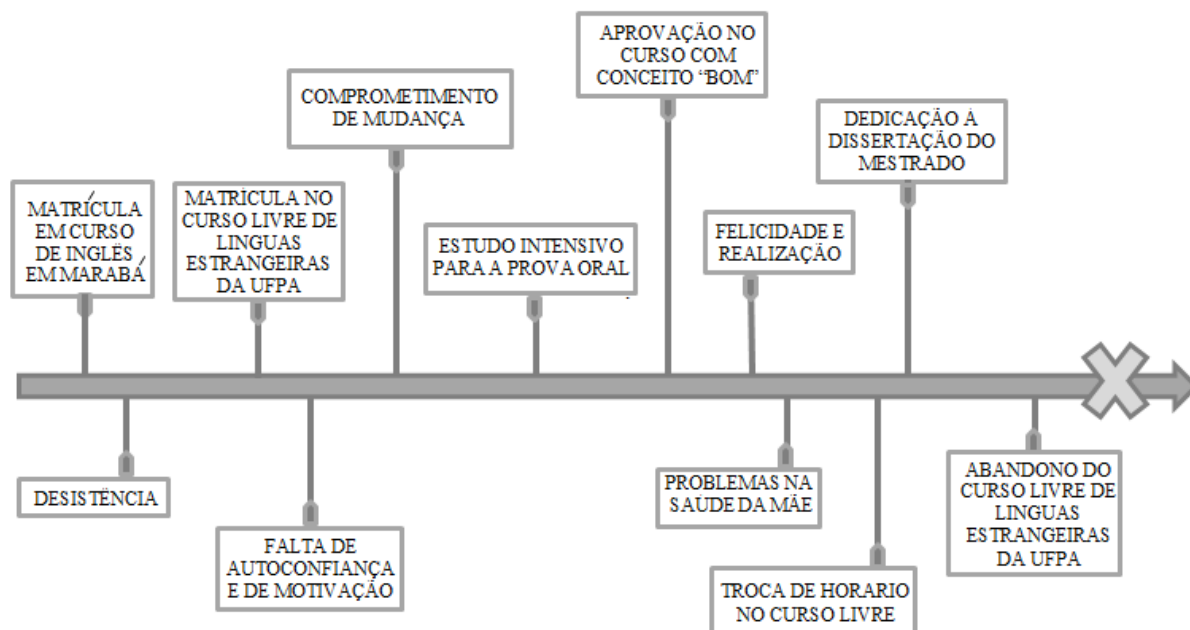 APROVAÇÃO NO
CURSO COM
CONCEITO “BOM”
COMPROMETIMENTO
DE MUDANÇA
DEDICAÇÃO À
DISSERTAÇÃO DO
MESTRADO
MATRÍCULA
EM CURSO
DE INGLÊS
EM MARABÁ
MATRÍCULA NO
CURSO LIVRE DE
LINGUAS
ESTRANGEIRAS
DA UFPA
ESTUDO INTENSIVO
PARA A PROVA ORAL
FELICIDADE E
REALIZAÇÃO
DESISTÊNCIA
FALTA DE
AUTOCONFIANÇA
E DE MOTIVAÇÃO
PROBLEMAS NA
SAÚDE DA MÃE
TROCA DE HORARIO
NO CURSO LIVRE
ABANDONO DO
CURSO LIVRE DE
LINGUAS
ESTRANGEIRAS
DA UFPA